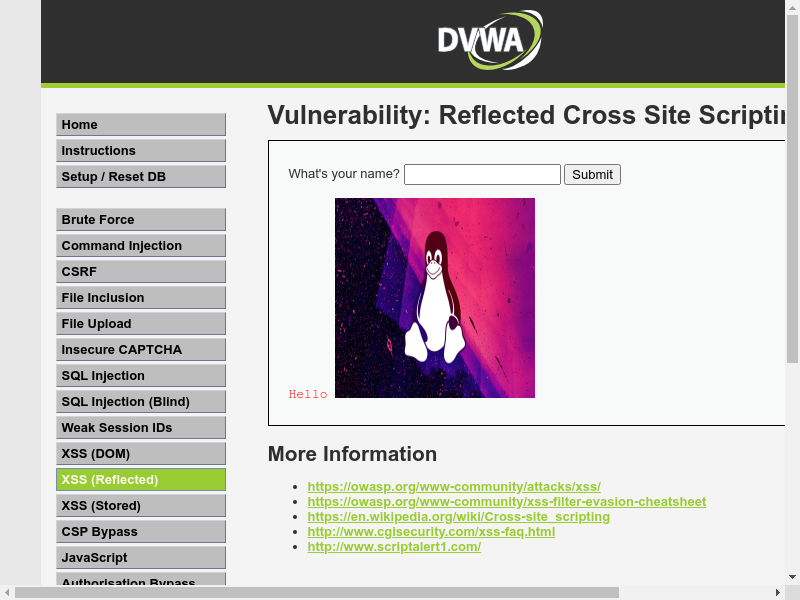 DVWA
Vulnerability: Reflected Cross Site
Home
Instructions
Setup / Reset DB
Brute Force
Command Injection
CSRF
File Inclusion
File Upload
Insecure CAPTCHA
SQL Injection
SQL Injection (Blind)
Weak Session IDs
XSS (DOM)
XSS (Reflected)
XSS (Stored)
CSP Bypass
JavaScript
Authorisation Bypass
What's your name? Submit
Hello
More Information
https://owasp.org/www-community/attacks/xss/
https://owasp.org/www-community/xss-filter-evasion-cheatsheet
https://en.wikipedia.org/wiki/Cross-site_scripting
http://www.cgisecurity.com/xss-faq.html
http://www.scriptalert1.com/